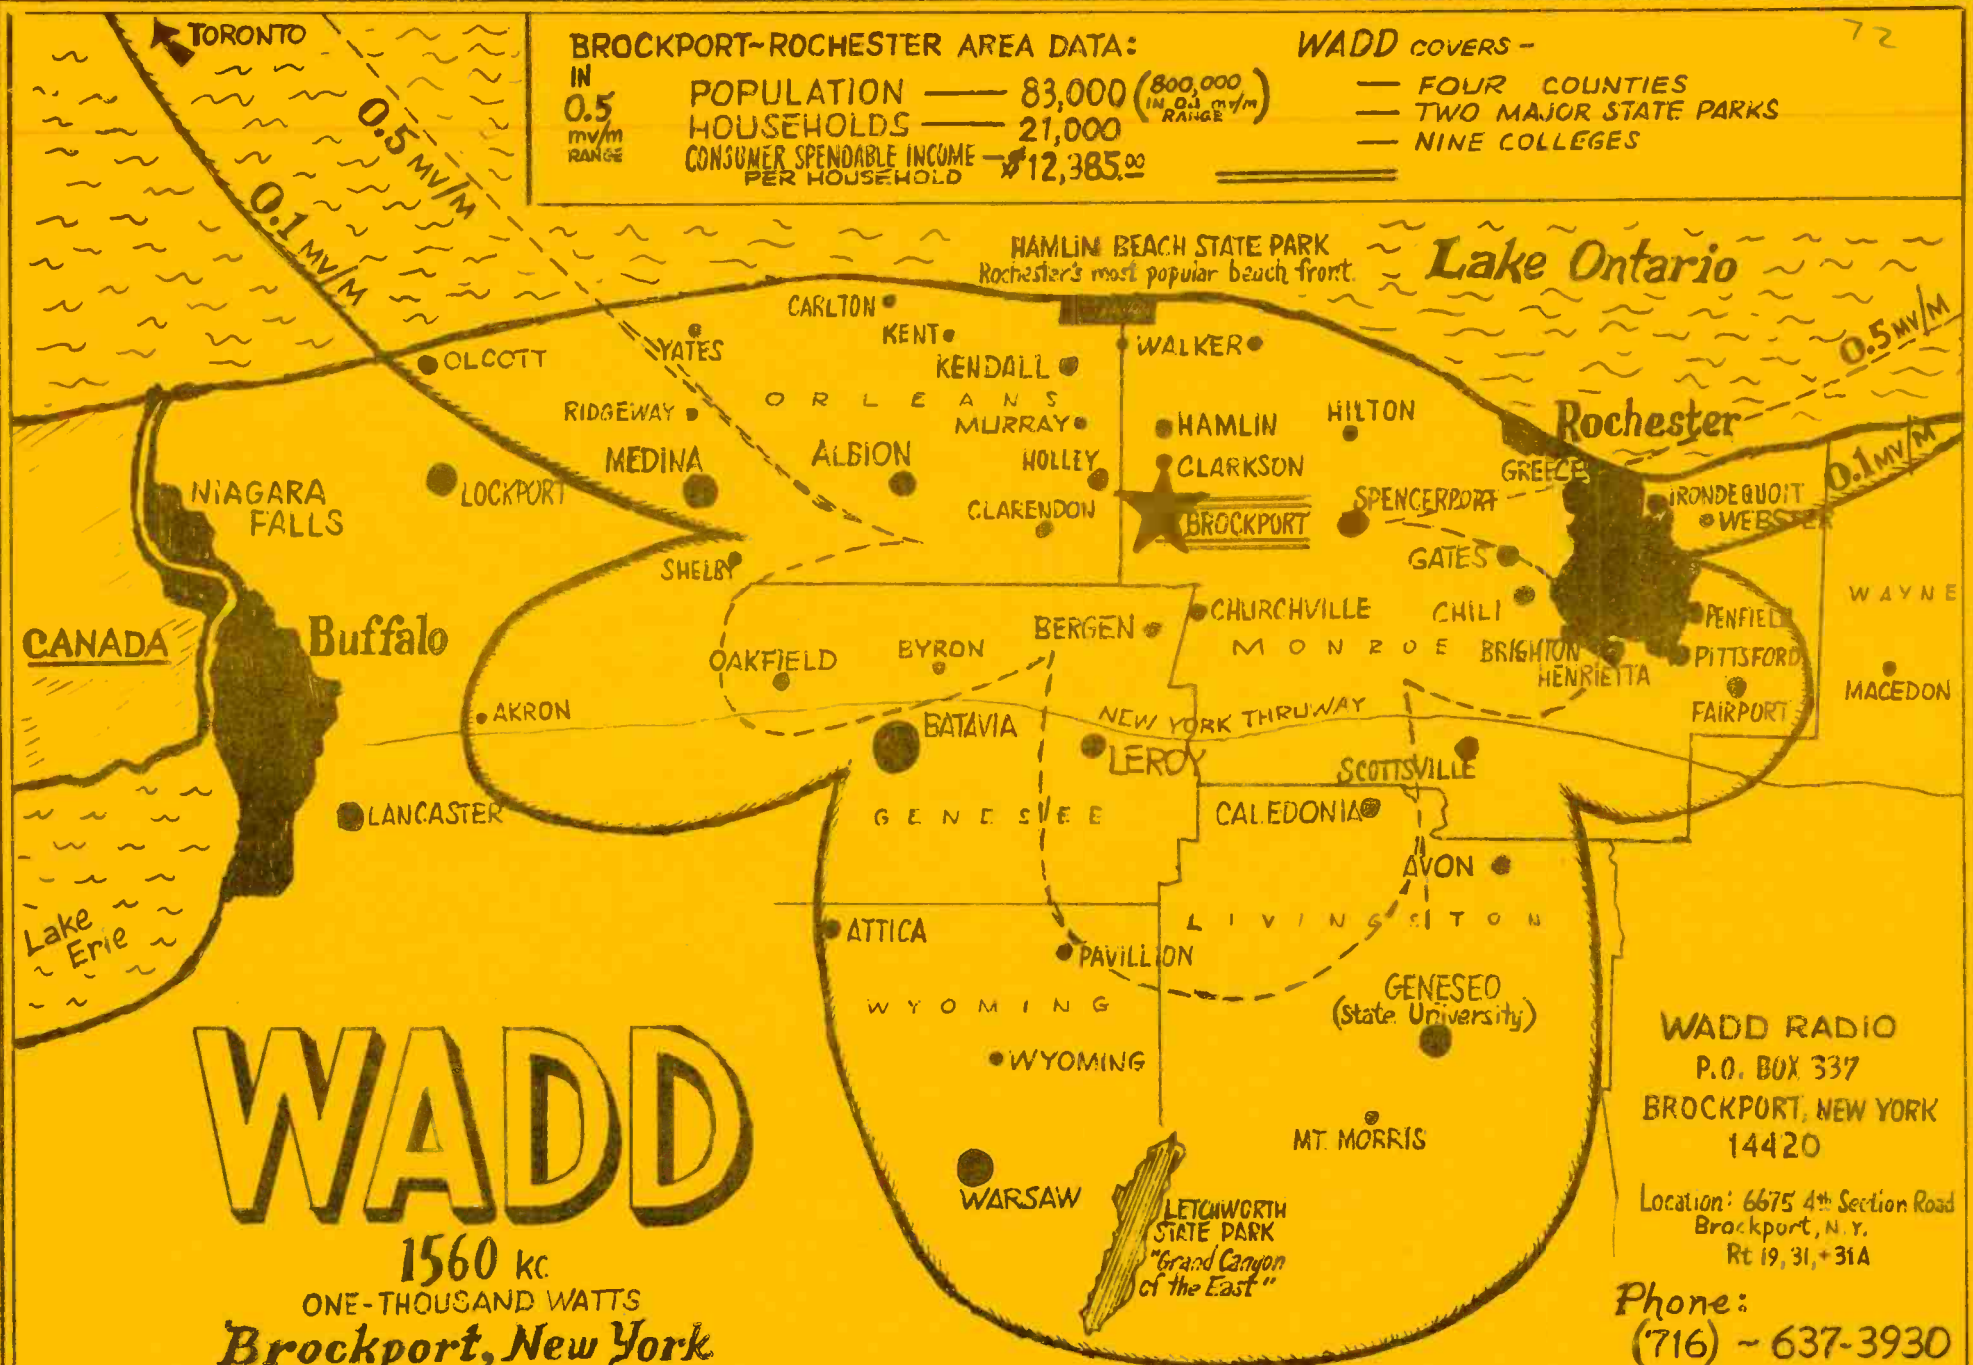 72
TORONTO
BROCKPORT~ROCHESTER AREA DATA:
IN
0.5
mv/m
RANGE
POPULATION — 83,000 (800,000 IN 0.1 mv/m RANGE)
HOUSEHOLDS — 21,000
CONSUMER SPENDABLE INCOME — $12,385.00
PER HOUSEHOLD
WADD COVERS -
— FOUR COUNTIES
— TWO MAJOR STATE PARKS
— NINE COLLEGES
0.5 MV/M
0.1 MV/M
HAMLIN BEACH STATE PARK
Rochester's most popular beach front.
Lake Ontario
0.5 MV/M
0.1 MV/M
CARLTON
KENT
YATES
OLCOTT
KENDALL
WALKER
ORLEANS
RIDGEWAY
MURRAY
HAMLIN
HILTON
Rochester
MEDINA
ALBION
HOLLEY
CLARKSON
GREECE
NIAGARA
FALLS
LOCKPORT
CLARENDON
BROCKPORT
SPENCERPORT
IRONDEQUOIT
WEBSTER
SHELBY
GATES
CANADA
Buffalo
CHURCHVILLE
CHILI
PENFIELD
WAYNE
BERGEN
OAKFIELD
BYRON
MONROE
BRIGHTON
PITTSFORD
HENRIETTA
MACEDON
AKRON
BATAVIA
NEW YORK THRUWAY
FAIRPORT
LEROY
SCOTTSVILLE
LANCASTER
GENESEE
CALEDONIA
AVON
Lake
Erie
ATTICA
LIVINGSTON
PAVILLION
WYOMING
GENESEO
(State University)
WYOMING
MT. MORRIS
WARSAW
LETCHWORTH
STATE PARK
"Grand Canyon
of the East"
WADD
1560 KC
ONE-THOUSAND WATTS
Brockport, New York
WADD RADIO
P.O. BOX 337
BROCKPORT, NEW YORK
14420
Location: 6675 4th Section Road
Brockport, N.Y.
Rt 19, 31, + 31A
Phone:
(716) ~ 637-3930